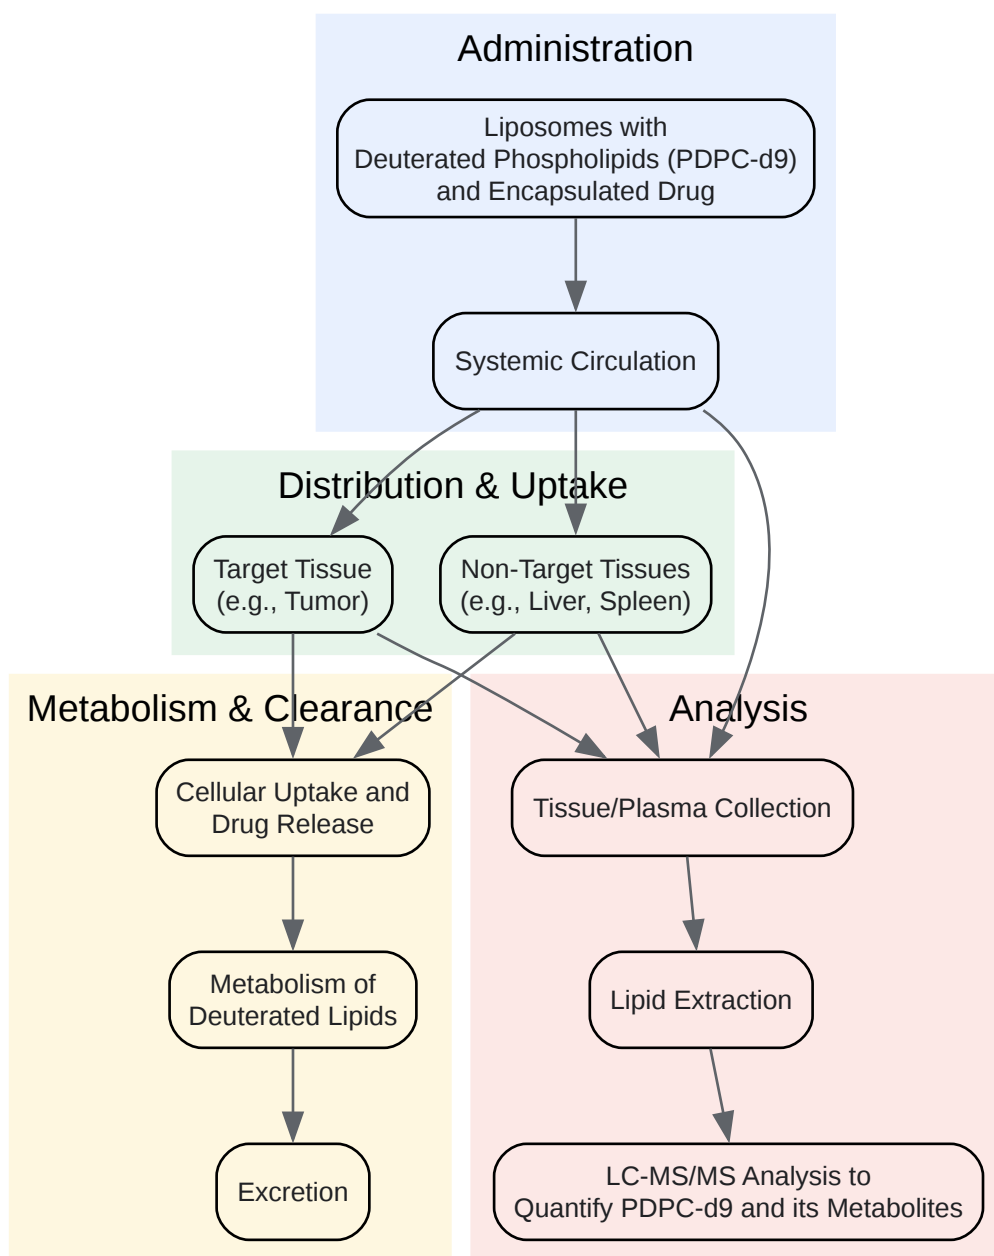 Administration
Liposomes with
Deuterated Phospholipids (PDPC-d9)
and Encapsulated Drug
Systemic Circulation
Distribution & Uptake
Target Tissue
(e.g., Tumor)
Non-Target Tissues
(e.g., Liver, Spleen)
Metabolism & Clearance
Cellular Uptake and
Drug Release
Metabolism of
Deuterated Lipids
Excretion
Analysis
Tissue/Plasma Collection
Lipid Extraction
LC-MS/MS Analysis to
Quantify PDPC-d9 and its Metabolites